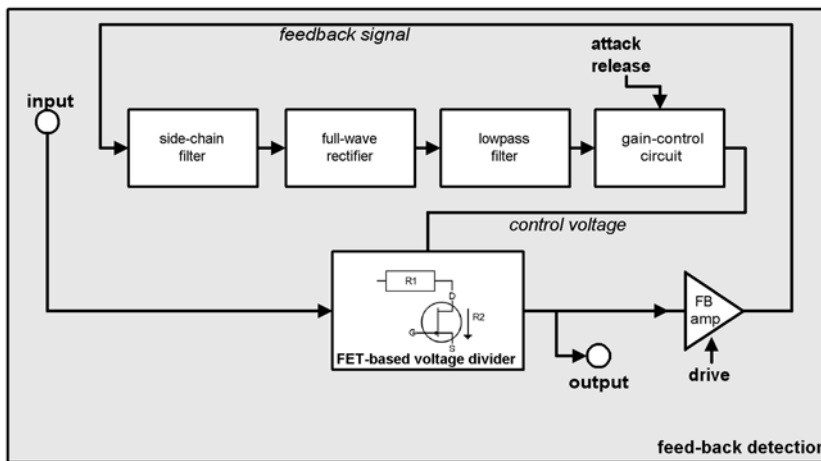 feedback signal
attack
release
input
side-chain
filter
full-wave
rectifier
lowpass
filter
gain-control
circuit
control voltage
R1
D
R2
G
S
FET-based voltage divider
FB
amp
output
drive
feed-back detection